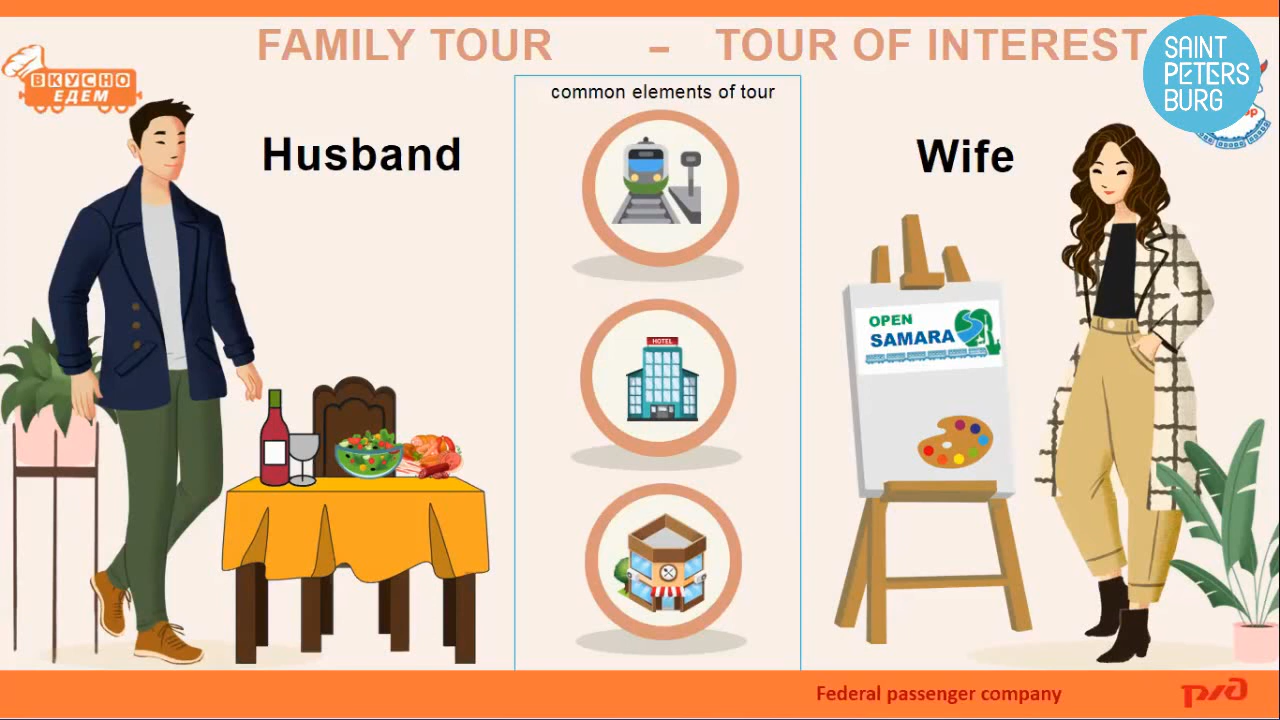 FAMILY TOUR – TOUR OF INTEREST
SAINT
PETERS
BURG
ВКУСНО
ЕДЕМ
common elements of tour
Husband
Wife
HOTEL
OPEN
SAMARA
Federal passenger company
ржд